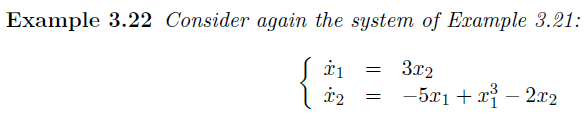 Example 3.22 Consider again the system of Example 3.21:
ẋ₁ = 3x₂
ẋ₂ = −5x₁ + x₁³ − 2x₂